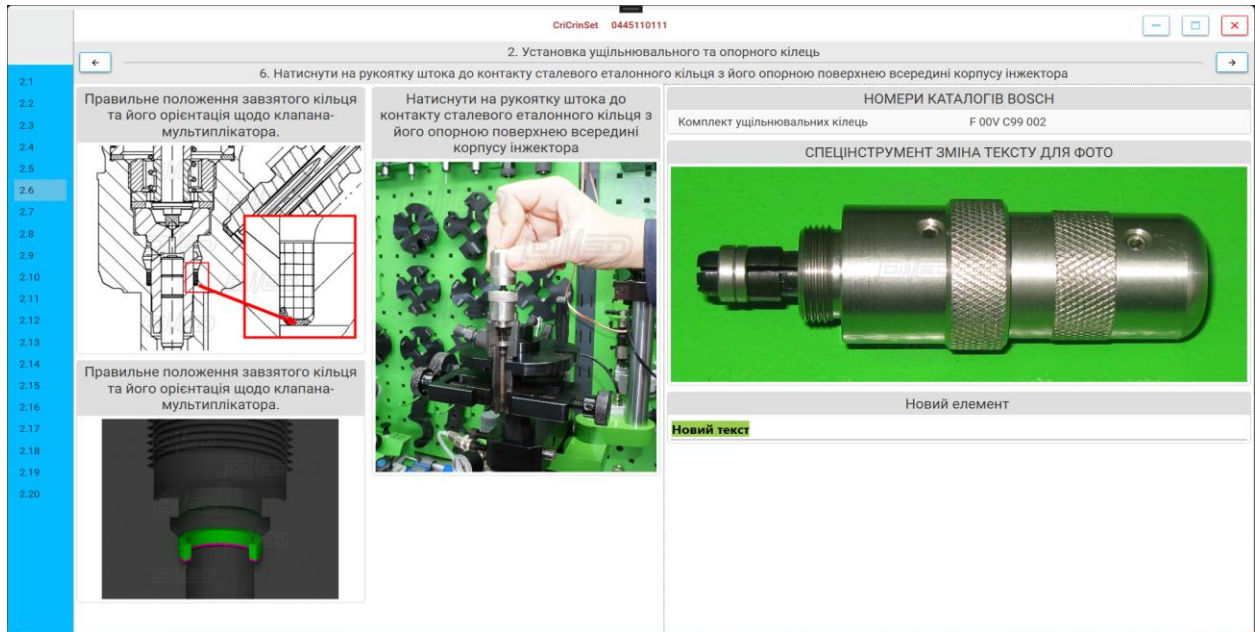 CriCrinSet 0445110111
2. Установка ущільнювального та опорного кілець
6. Натиснути на рукоятку штока до контакту сталевого еталонного кільця з його опорною поверхнею всередині корпусу інжектора
2.1
2.2
2.3
2.4
2.5
2.6
2.7
2.8
2.9
2.10
2.11
2.12
2.13
2.14
2.15
2.16
2.17
2.18
2.19
2.20
Правильне положення завзятого кільця
та його орієнтація щодо клапана-
мультиплікатора.
Правильне положення завзятого кільця
та його орієнтація щодо клапана-
мультиплікатора.
Натиснути на рукоятку штока до
контакту сталевого еталонного кільця з
його опорною поверхнею всередині
корпусу інжектора
НОМЕРИ КАТАЛОГІВ BOSCH
Комплект ущільнювальних кілець F 00V C99 002
СПЕЦІНСТРУМЕНТ ЗМІНА ТЕКСТУ ДЛЯ ФОТО
Новий елемент
Новий текст